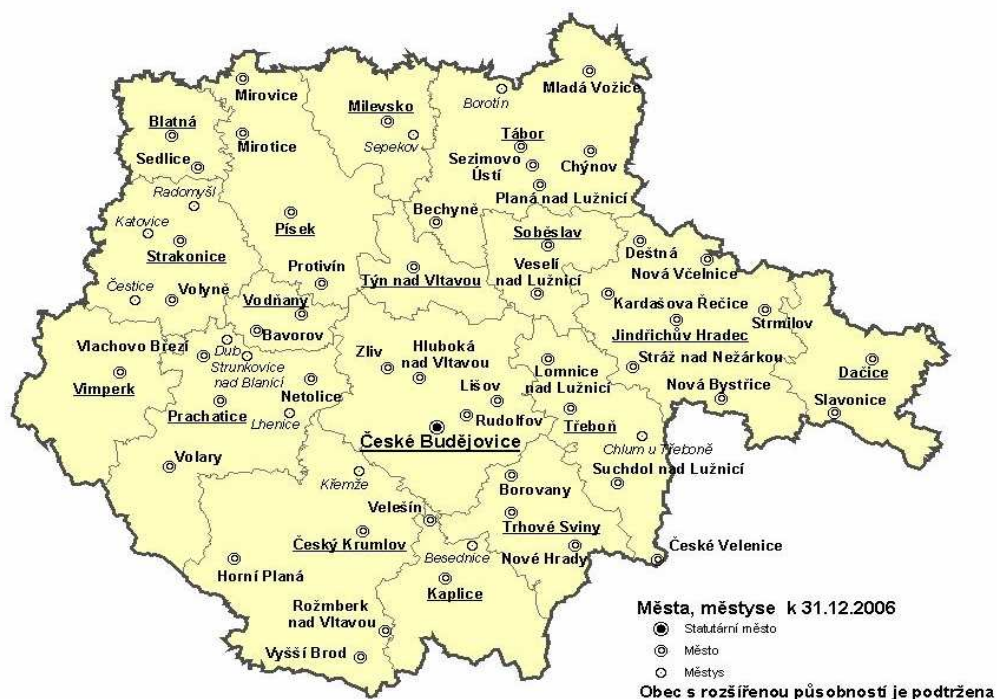 Mirovice
Milevsko
Borotín
Mladá Vožice
Blatná
Mirotice
Sepekov
Tábor
Sedlice
Sezimovo
Ústí
Chýnov
Radomyšl
Planá nad Lužnicí
Katovice
Písek
Bechyně
Soběslav
Deštná
Strakonice
Veselí
nad Lužnicí
Nová Včelnice
Protivín
Týn nad Vltavou
Čestice
Volyně
Vodňany
Kardašova Řečice
Strmilov
Bavorov
Jindřichův Hradec
Vlachovo Březí
Dub
Zliv
Hluboká
nad Vltavou
Stráž nad Nežárkou
Strunkovice
nad Blanicí
Lomnice
nad Lužnicí
Dačice
Vimperk
Lišov
Nová Bystřice
Netolice
Slavonice
Prachatice
Lhenice
Rudolfov
Třeboň
České Budějovice
Chlum u Třeboně
Volary
Suchdol nad Lužnicí
Křemže
Borovany
Velešín
Trhové Sviny
Český Krumlov
Besednice
Nové Hrady
České Velenice
Horní Planá
Kaplice
Rožmberk
nad Vltavou
Vyšší Brod
Města, městyse k 31.12.2006
Statutární město
Město
Městys
Obec s rozšířenou působností je podtržena